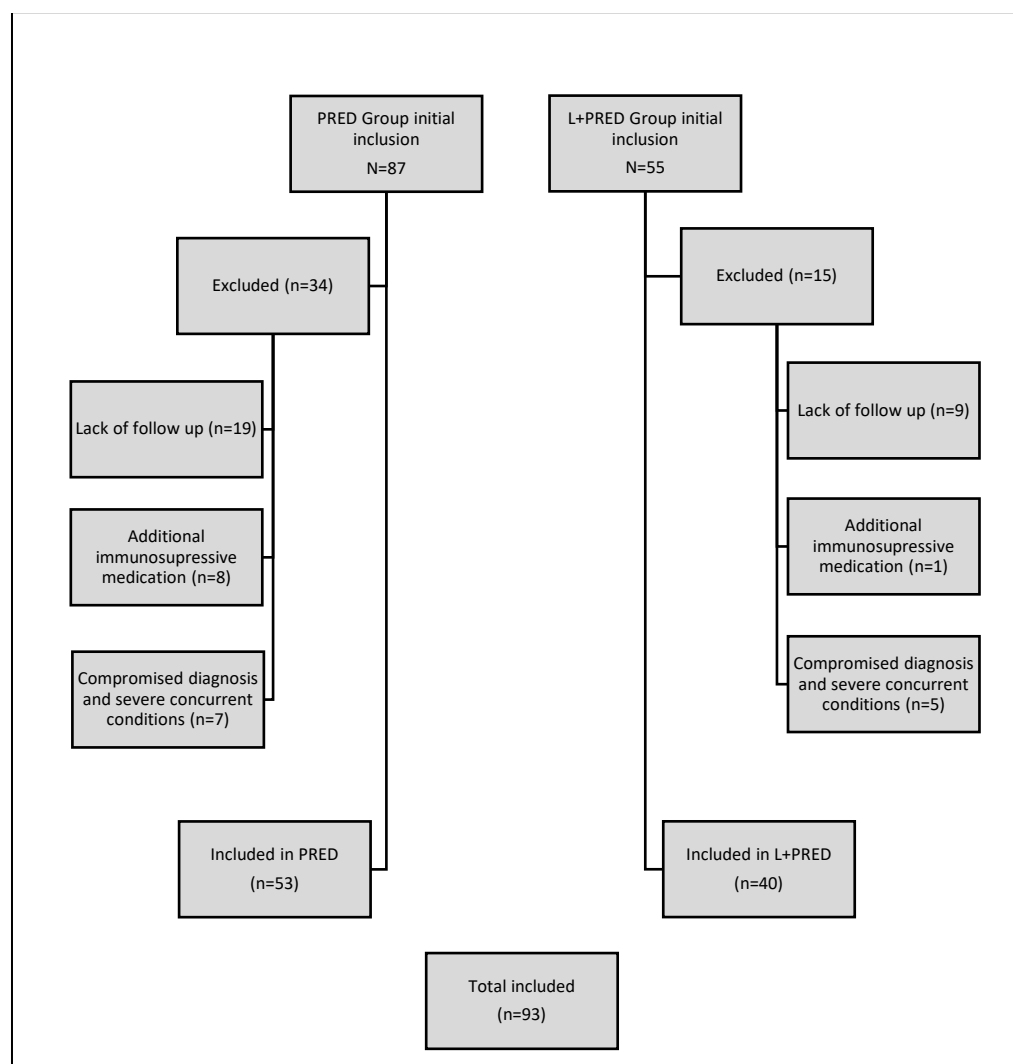 PRED Group initial
inclusion
N=87
L+PRED Group initial
inclusion
N=55
Excluded (n=34)
Excluded (n=15)
Lack of follow up (n=19)
Lack of follow up (n=9)
Additional
immunosupressive
medication (n=8)
Additional
immunosupressive
medication (n=1)
Compromised diagnosis
and severe concurrent
conditions (n=7)
Compromised diagnosis
and severe concurrent
conditions (n=5)
Included in PRED
(n=53)
Included in L+PRED
(n=40)
Total included
(n=93)